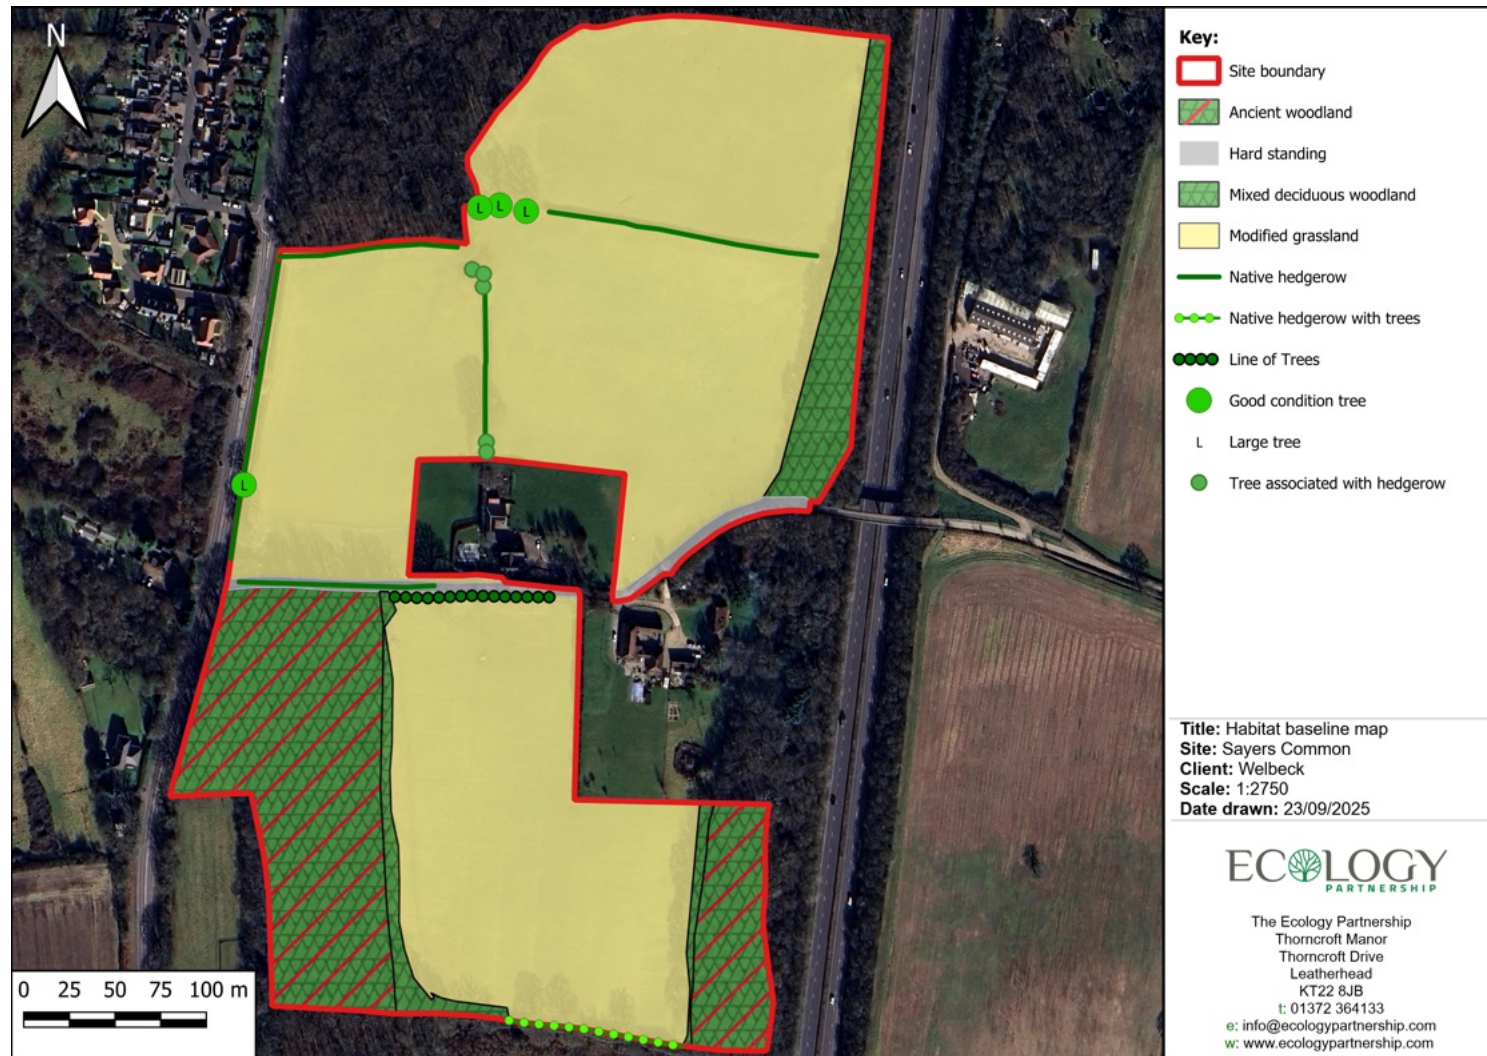 N
L
L
L
L
0 25 50 75 100 m
Key:
Site boundary
Ancient woodland
Hard standing
Mixed deciduous woodland
Modified grassland
Native hedgerow
Native hedgerow with trees
Line of Trees
Good condition tree
L Large tree
Tree associated with hedgerow
Title: Habitat baseline map
Site: Sayers Common
Client: Welbeck
Scale: 1:2750
Date drawn: 23/09/2025
ECOLOGY
PARTNERSHIP
The Ecology Partnership
Thorncroft Manor
Thorncroft Drive
Leatherhead
KT22 8JB
t: 01372 364133
e: info@ecologypartnership.com
w: www.ecologypartnership.com